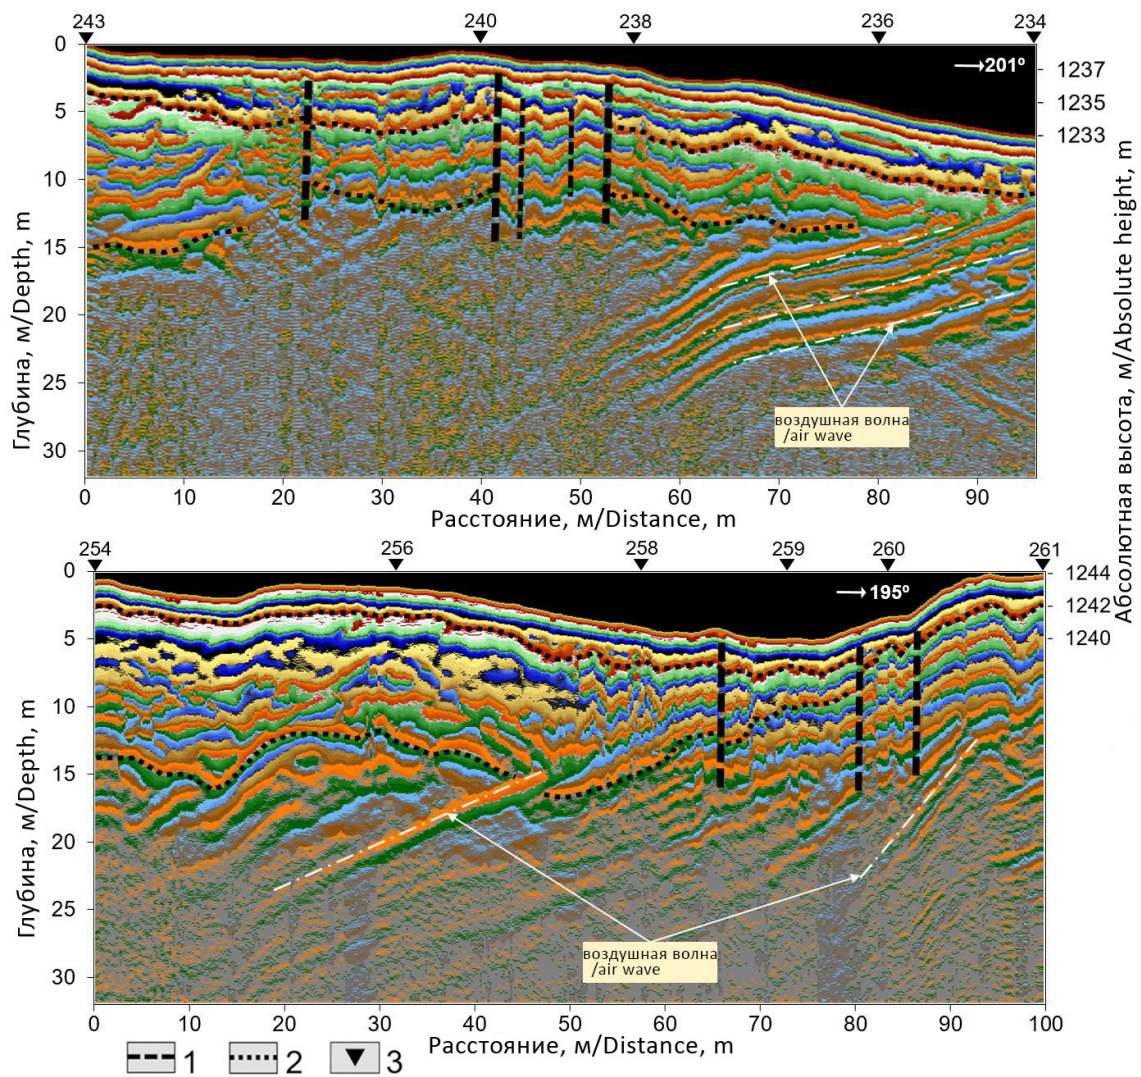 243 240 238 236 234
0
5
10
15
20
25
30
Глубина, м/Depth, m
→201º
1237
1235
1233
Абсолютная высота, м/Absolute height, m
воздушная волна
/air wave
0 10 20 30 40 50 60 70 80 90
Расстояние, м/Distance, m
254 256 258 259 260 261
0
5
10
15
20
25
30
Глубина, м/Depth, m
→195º
1244
1242
1240
воздушная волна
/air wave
0 10 20 30 40 50 60 70 80 90 100
Расстояние, м/Distance, m
1 2 3